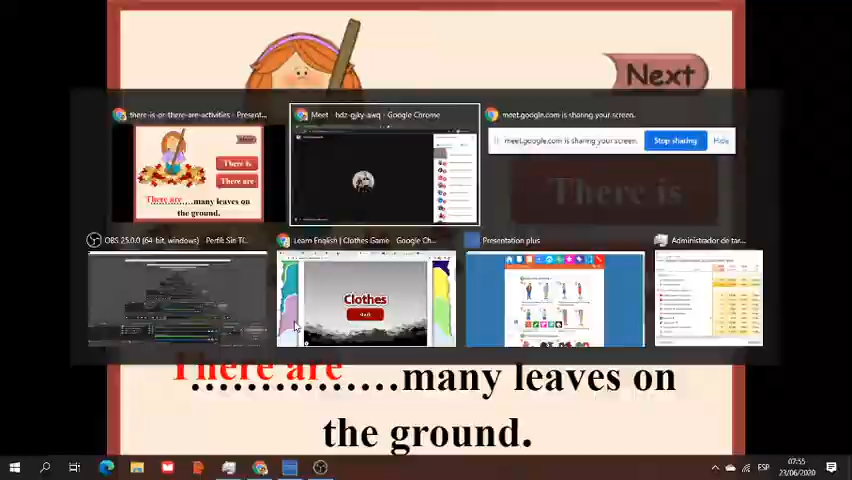 Next
there-is-or-there-are-activities - Present...
Meet - hdz-gjky-awq - Google Chrome
meet.google.com is sharing your screen.
There is
There are
There are
...many leaves on
the ground.
meet.google.com is sharing your screen.
Stop sharing
Hide
There is
OBS 25.0.0 (64-bit, windows) - Perfil: Sin Tí...
Learn English | Clothes Game - Google Ch...
Presentation plus
Administrador de tar...
Clothes
There are
..............many leaves on
the ground.
ESP
07:55
23/06/2020